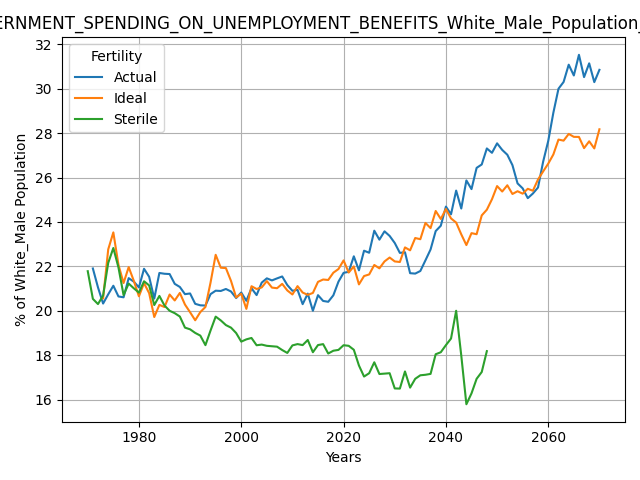 ERNMENT_SPENDING_ON_UNEMPLOYMENT_BENEFITS_White_Male_Population_
Fertility
Actual
Ideal
Sterile
% of White_Male Population
32
30
28
26
24
22
20
18
16
1980
2000
2020
2040
2060
Years